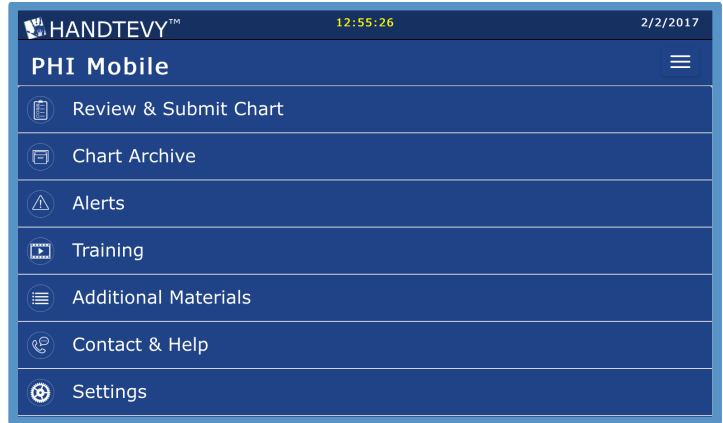 HANDTEVY™ 12:55:26 2/2/2017
PHI Mobile
Review & Submit Chart
Chart Archive
Alerts
Training
Additional Materials
Contact & Help
Settings